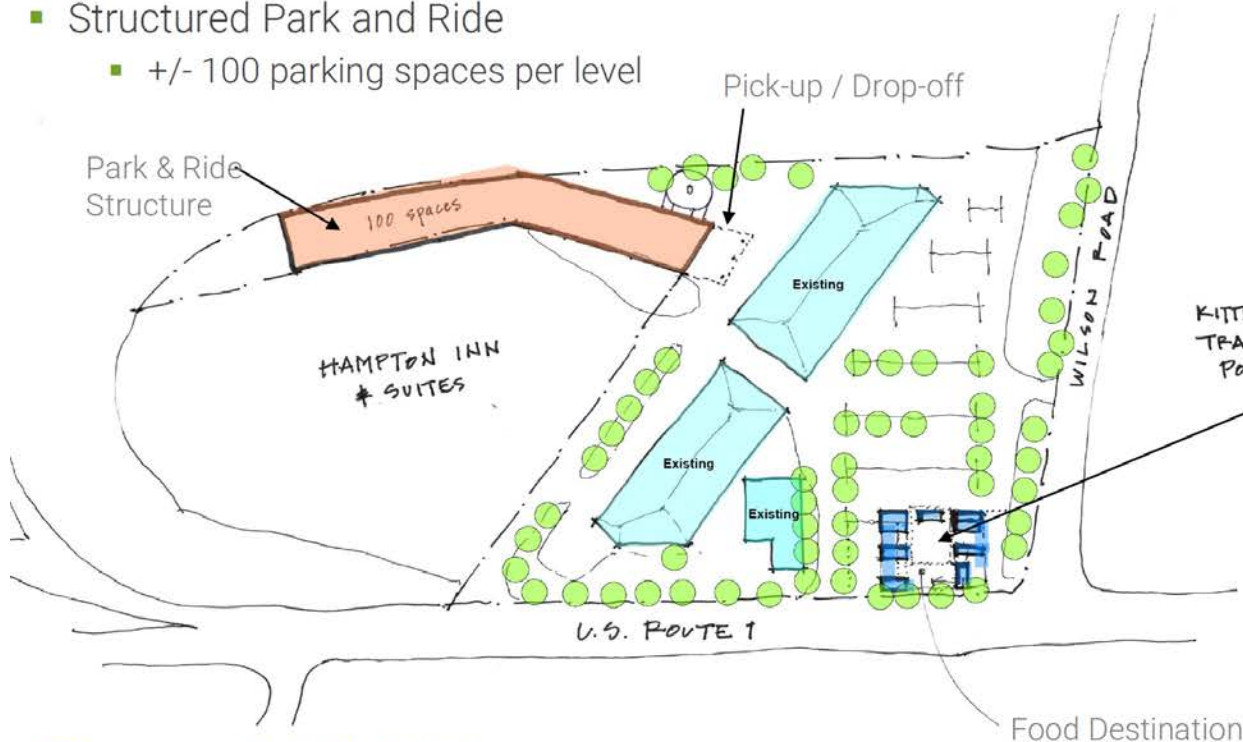 Structured Park and Ride
+/- 100 parking spaces per level
Pick-up / Drop-off
Park & Ride
Structure
100 spaces
Existing
WILSON ROAD
HAMPTON INN
& SUITES
Existing
Existing
U.S. ROUTE 1
Food Destination